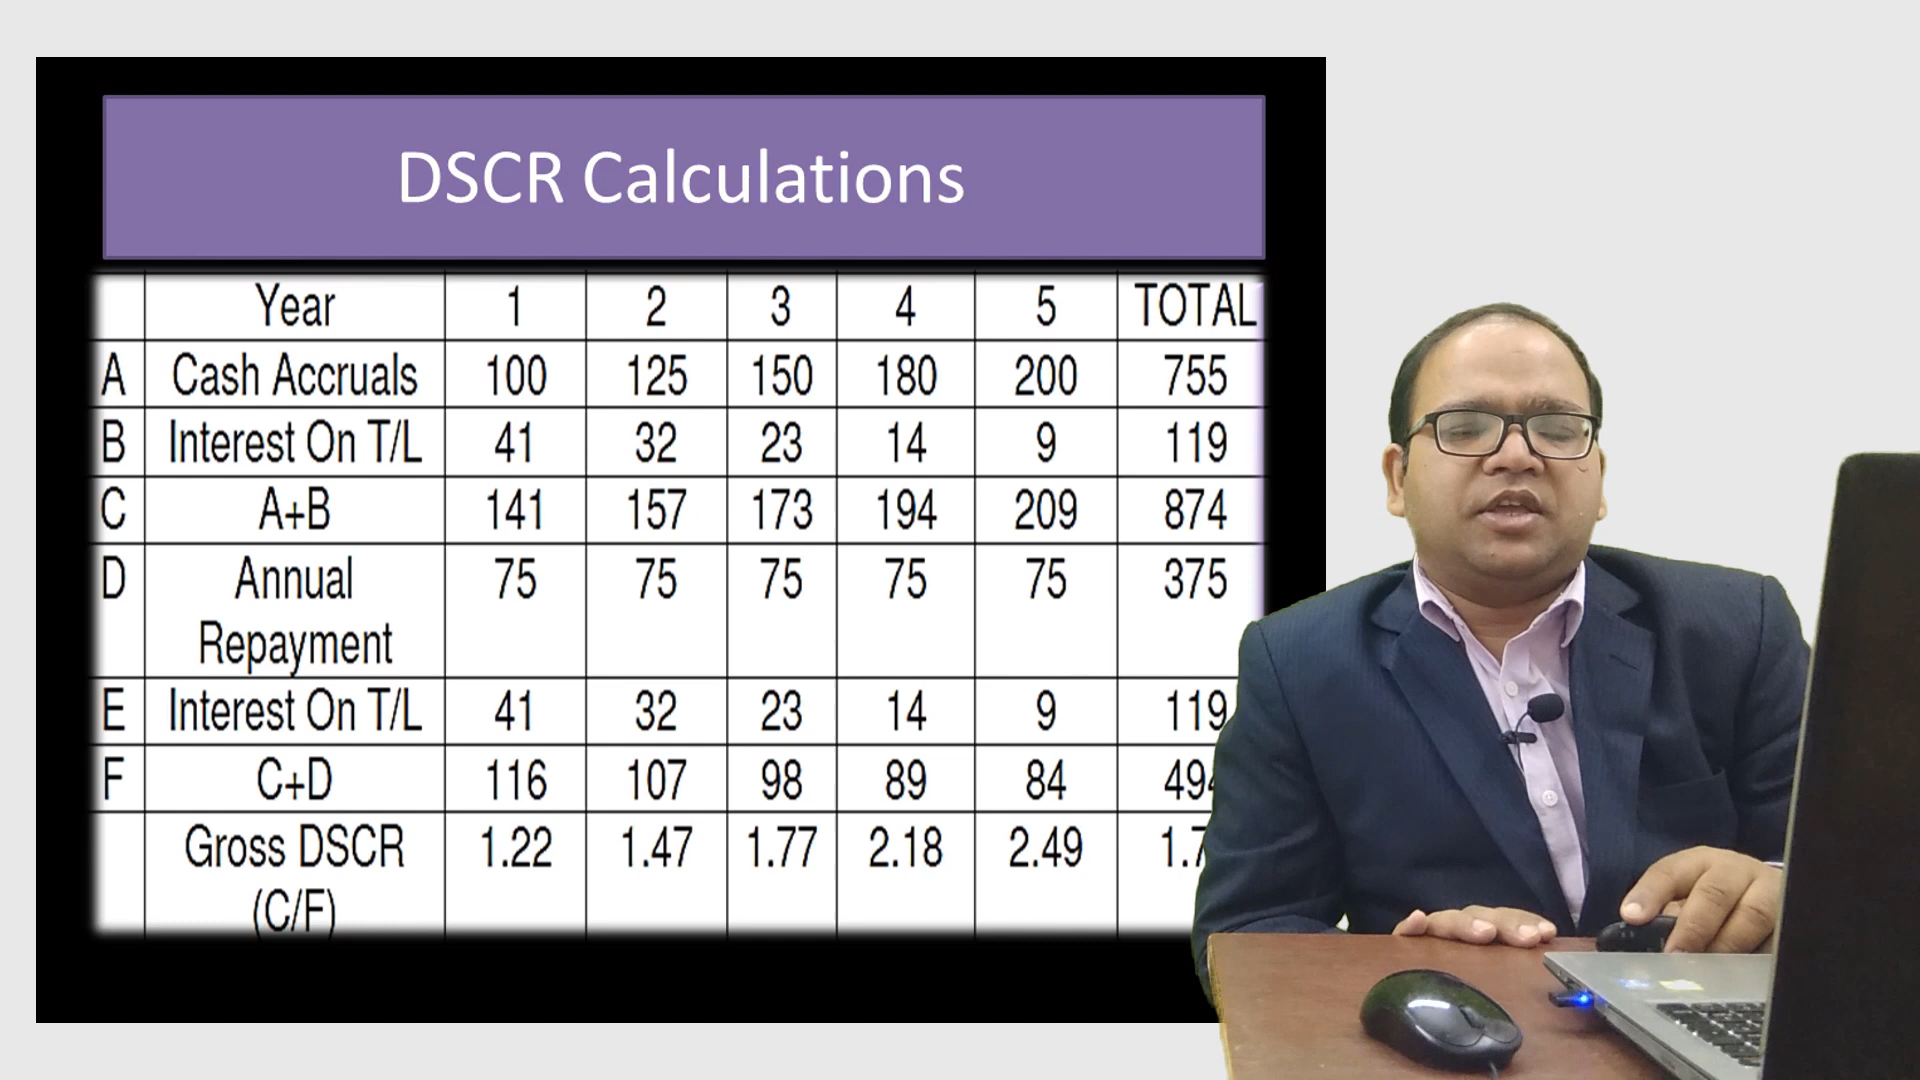 DSCR Calculations
Year 1 2 3 4 5 TOTAL
A Cash Accruals 100 125 150 180 200 755
B Interest On T/L 41 32 23 14 9 119
C A+B 141 157 173 194 209 874
D Annual 75 75 75 75 75 375
Repayment
E Interest On T/L 41 32 23 14 9 119
F C+D 116 107 98 89 84
Gross DSCR 1.22 1.47 1.77 2.18 2.49
(C/F)